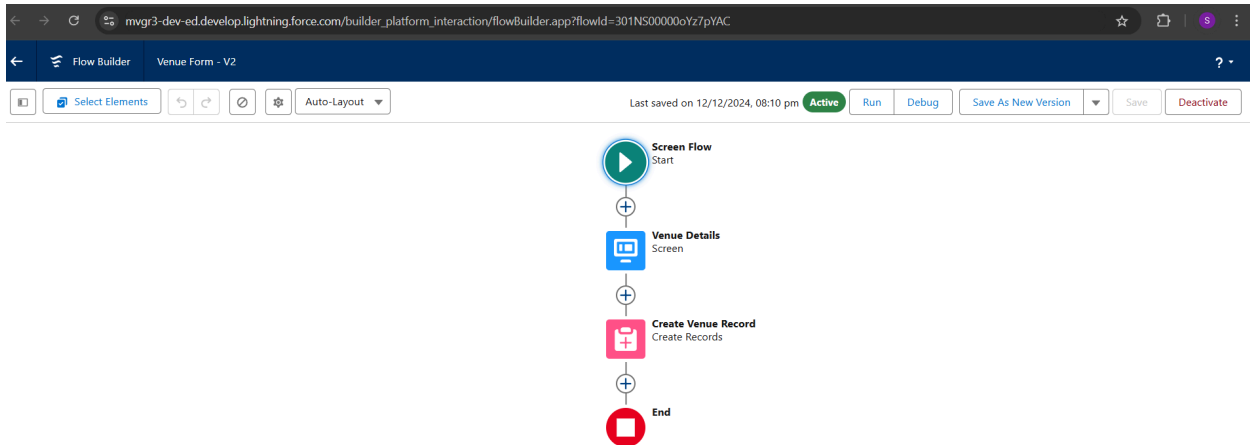 mvgr3-dev-ed.develop.lightning.force.com/builder_platform_interaction/flowBuilder.app?flowId=301NS00000oYz7pYAC
S
Flow Builder Venue Form - V2 ?
Select Elements Auto-Layout Last saved on 12/12/2024, 08:10 pm Active Run Debug Save As New Version Save Deactivate
Screen Flow
Start
Venue Details
Screen
Create Venue Record
Create Records
End